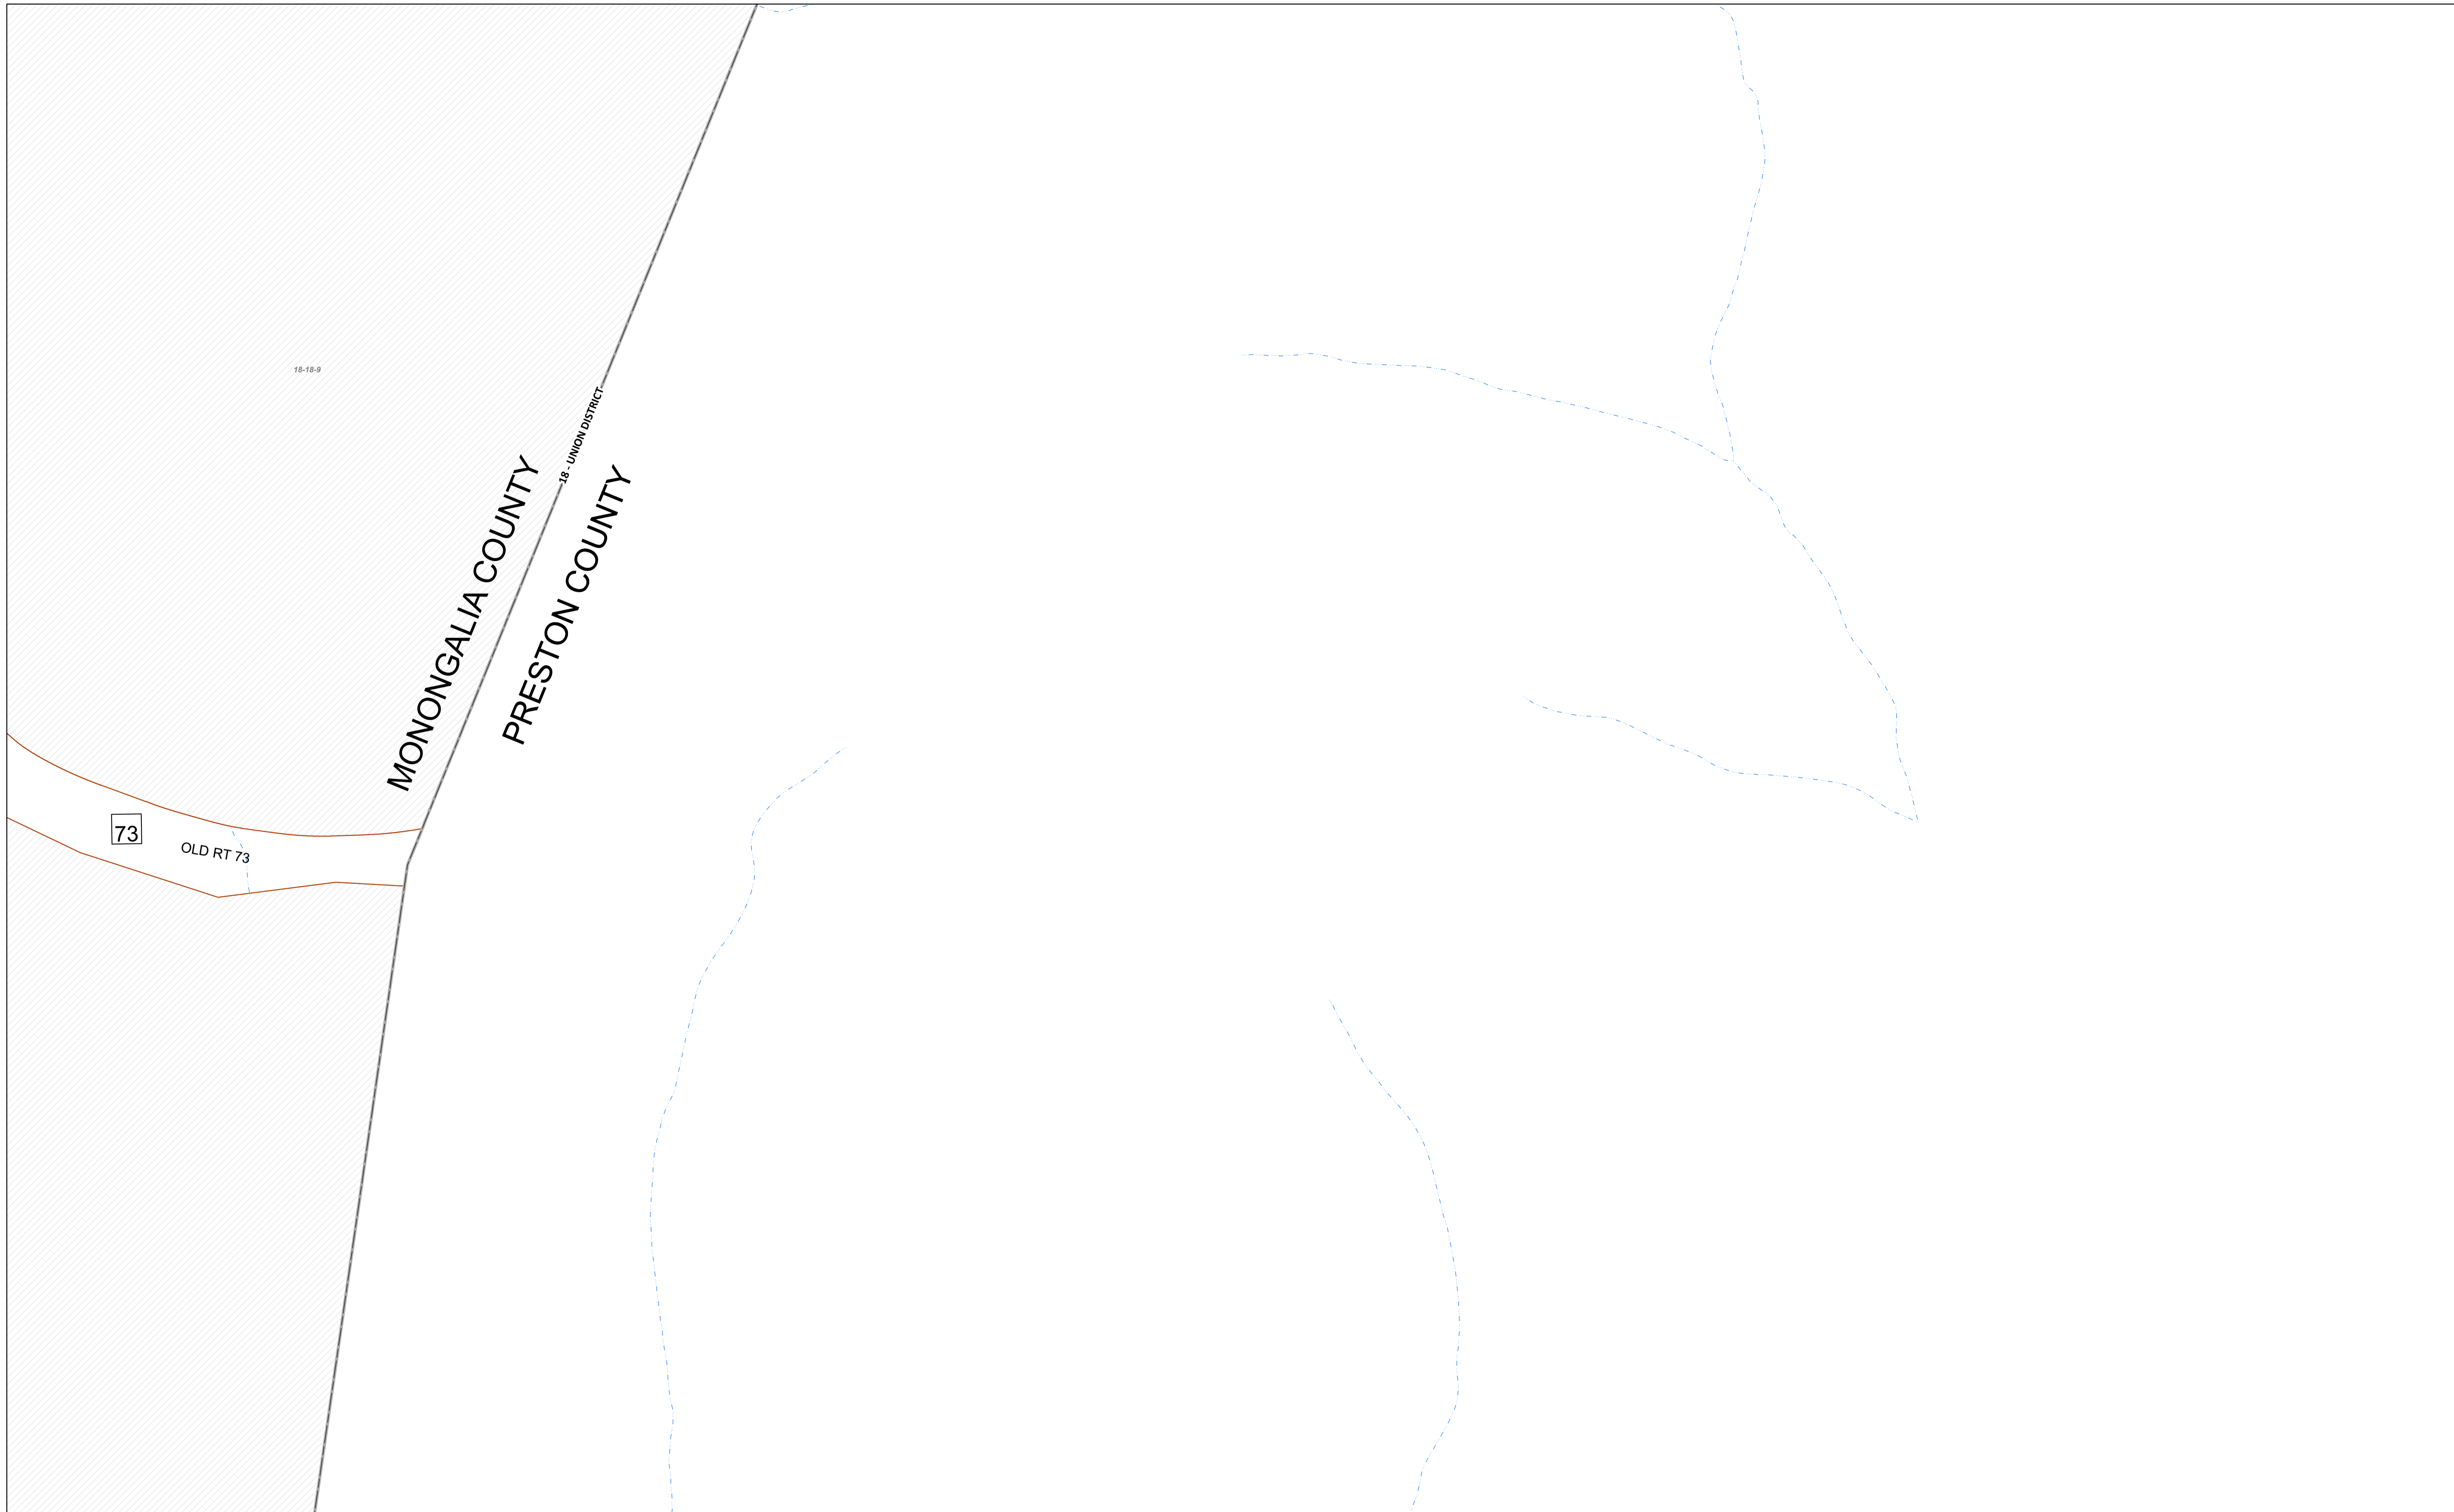 18-18-9
18 - UNION DISTRICT
MONONGALIA COUNTY
PRESTON COUNTY
73
OLD RT 73